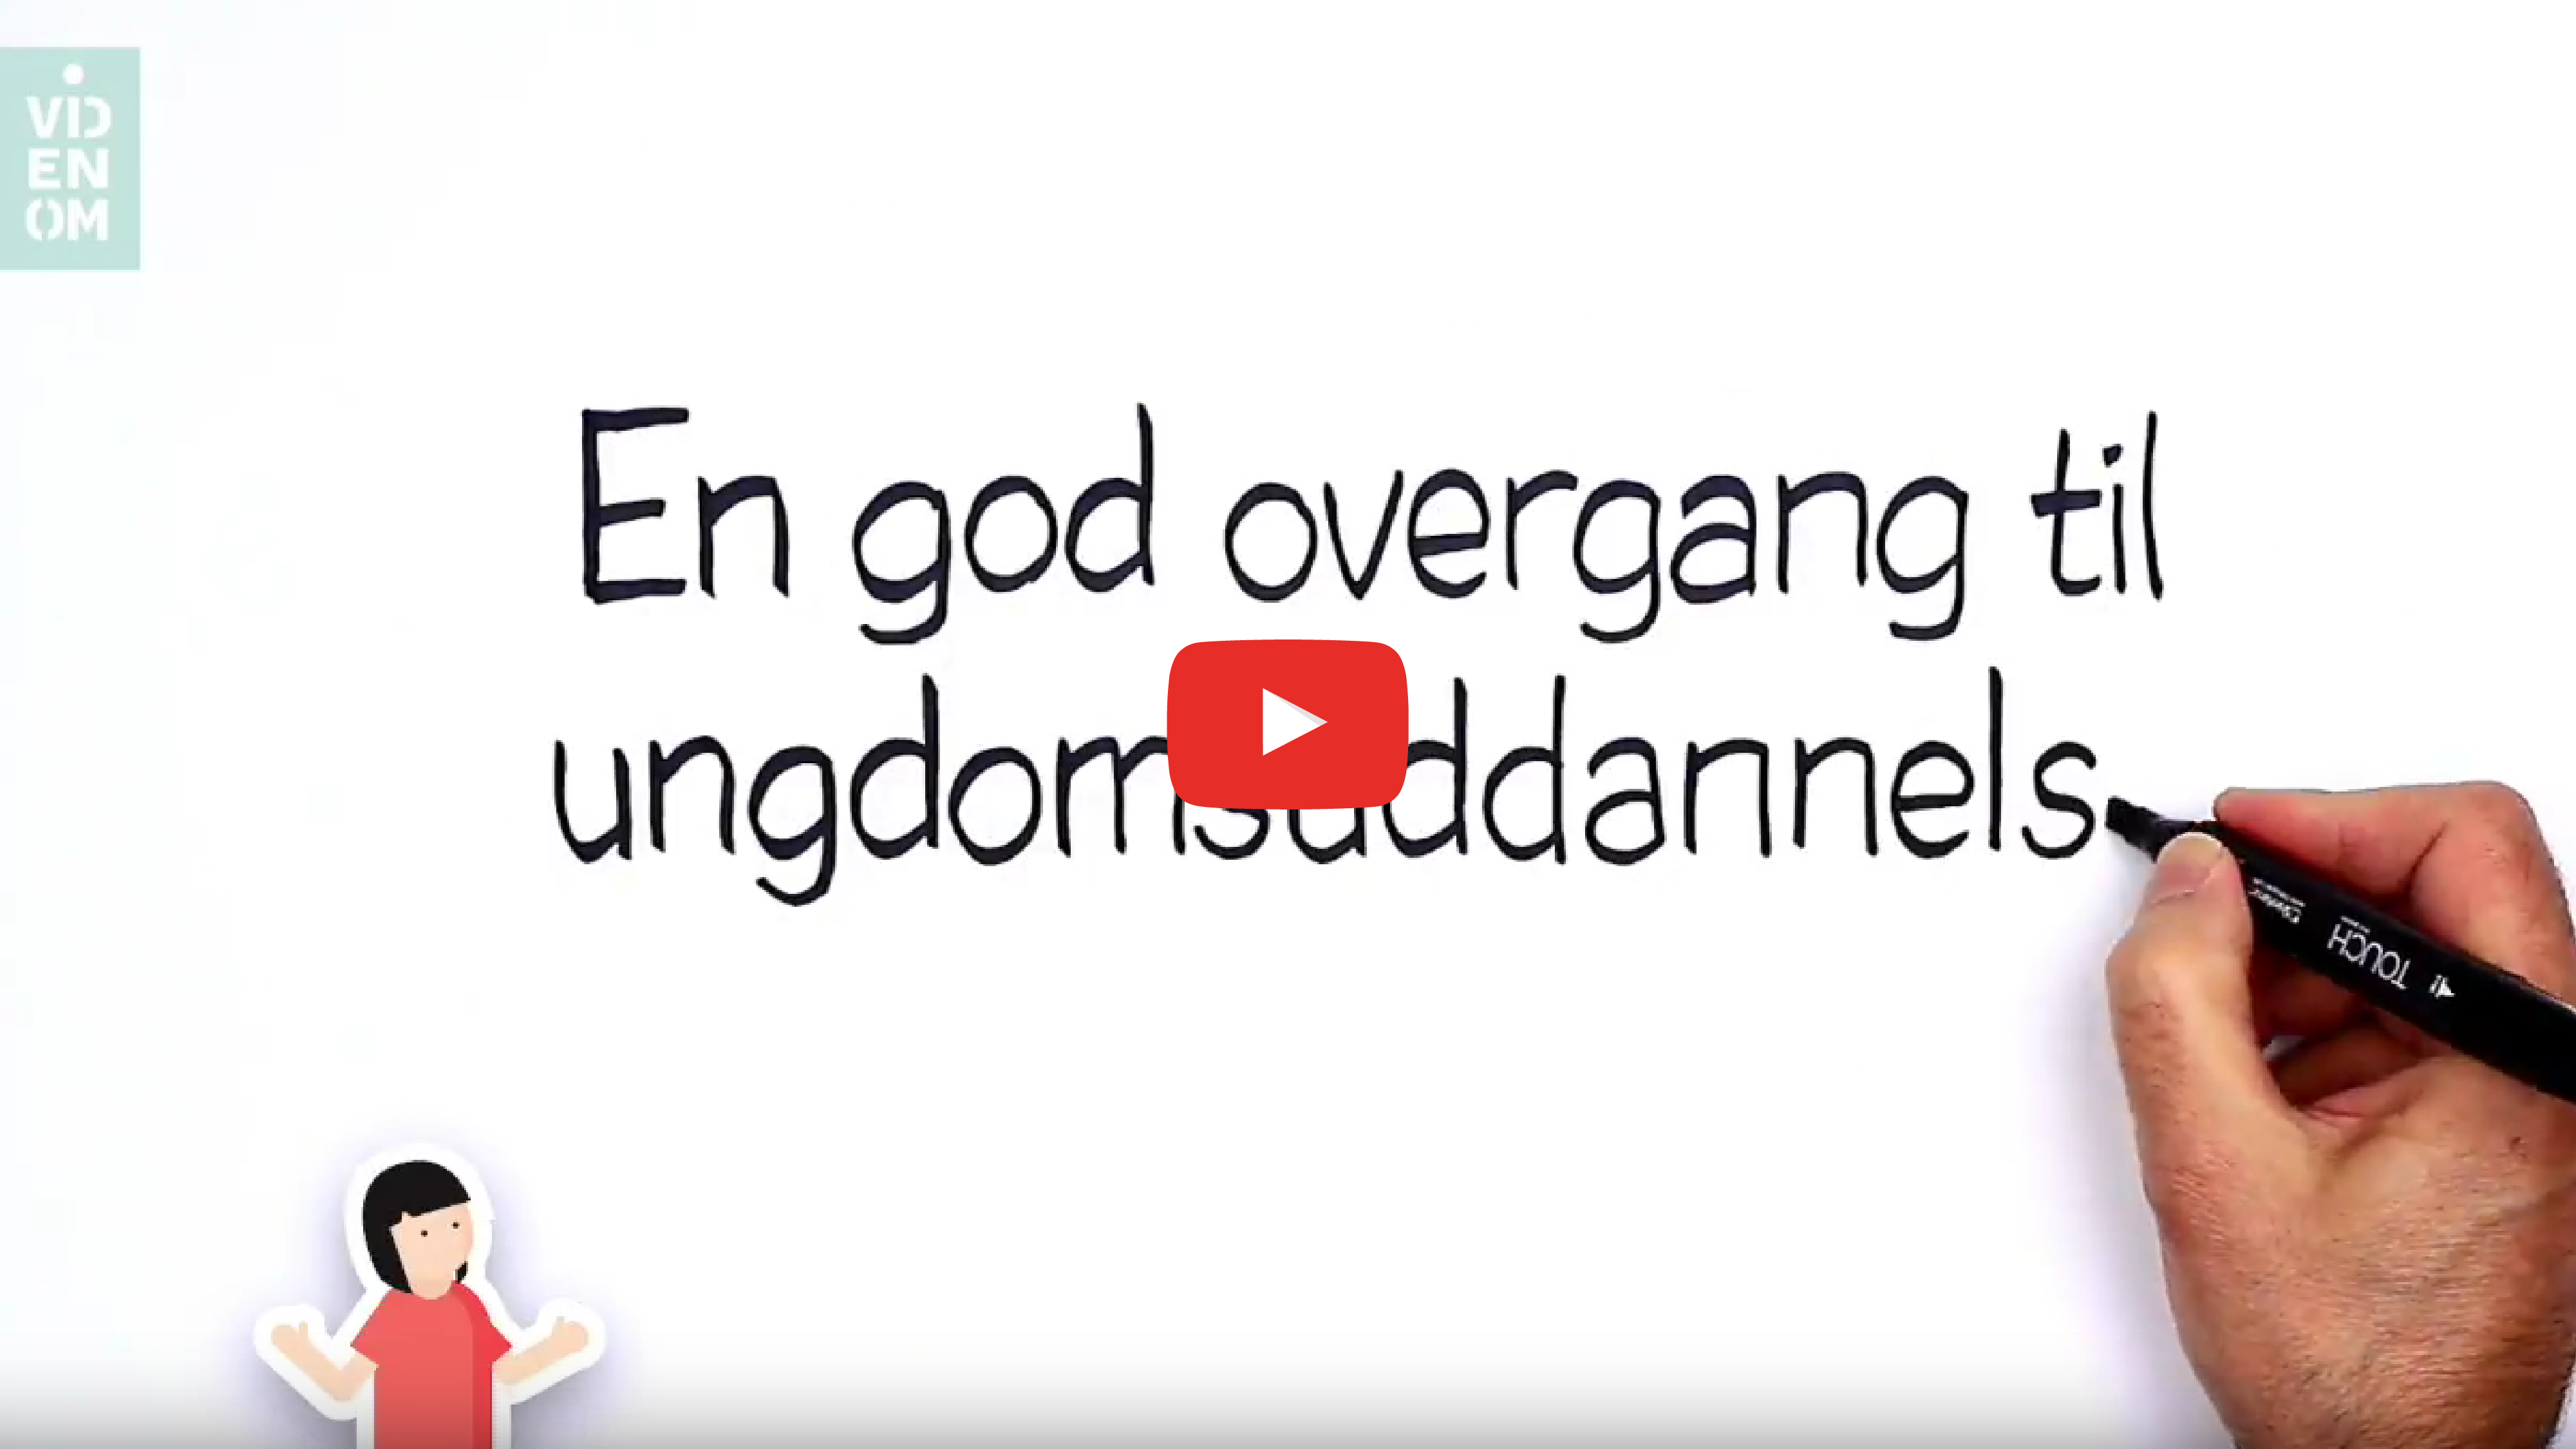 VID
EN
OM
En god overgang til
ungdomsuddannels
TOUCH